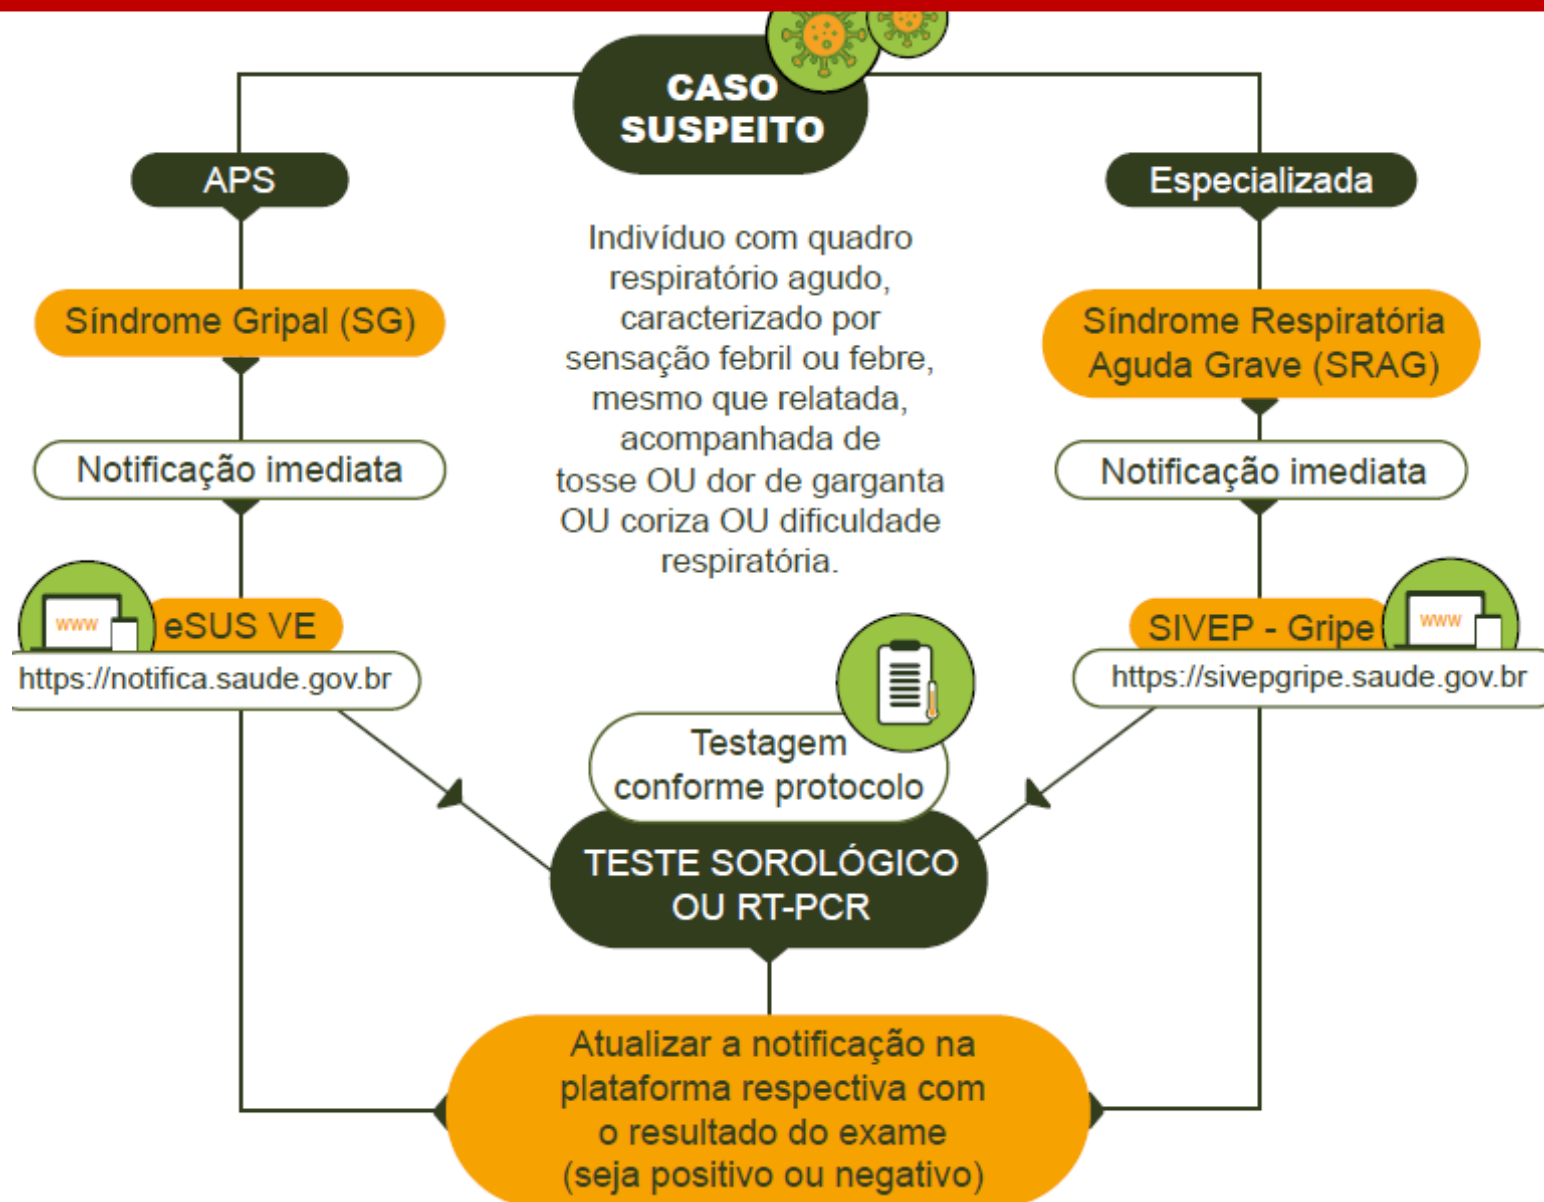 CASO
SUSPEITO
APS
Especializada
Indivíduo com quadro
respiratório agudo,
caracterizado por
sensação febril ou febre,
mesmo que relatada,
acompanhada de
tosse OU dor de garganta
OU coriza OU dificuldade
respiratória.
Síndrome Gripal (SG)
Síndrome Respiratória
Aguda Grave (SRAG)
Notificação imediata
Notificação imediata
www
eSUS VE
https://notifica.saude.gov.br
SIVEP - Gripe
www
https://sivepgripe.saude.gov.br
Testagem
conforme protocolo
TESTE SOROLÓGICO
OU RT-PCR
Atualizar a notificação na
plataforma respectiva com
o resultado do exame
(seja positivo ou negativo)